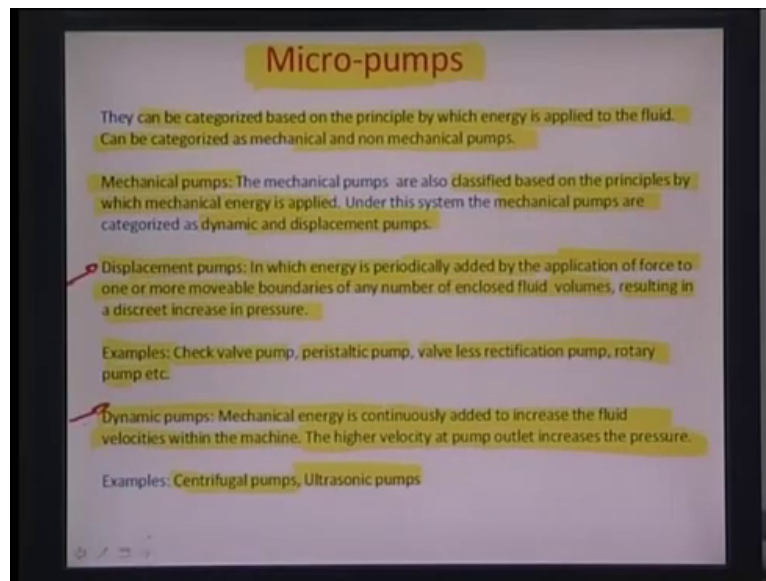 Micro-pumps
They can be categorized based on the principle by which energy is applied to the fluid.
Can be categorized as mechanical and non mechanical pumps.
Mechanical pumps: The mechanical pumps are also classified based on the principles by
which mechanical energy is applied. Under this system the mechanical pumps are
categorized as dynamic and displacement pumps.
Displacement pumps: In which energy is periodically added by the application of force to
one or more moveable boundaries of any number of enclosed fluid volumes, resulting in
a discreet increase in pressure.
Examples: Check valve pump, peristaltic pump, valve less rectification pump, rotary
pump etc.
Dynamic pumps: Mechanical energy is continuously added to increase the fluid
velocities within the machine. The higher velocity at pump outlet increases the pressure.
Examples: Centrifugal pumps, Ultrasonic pumps